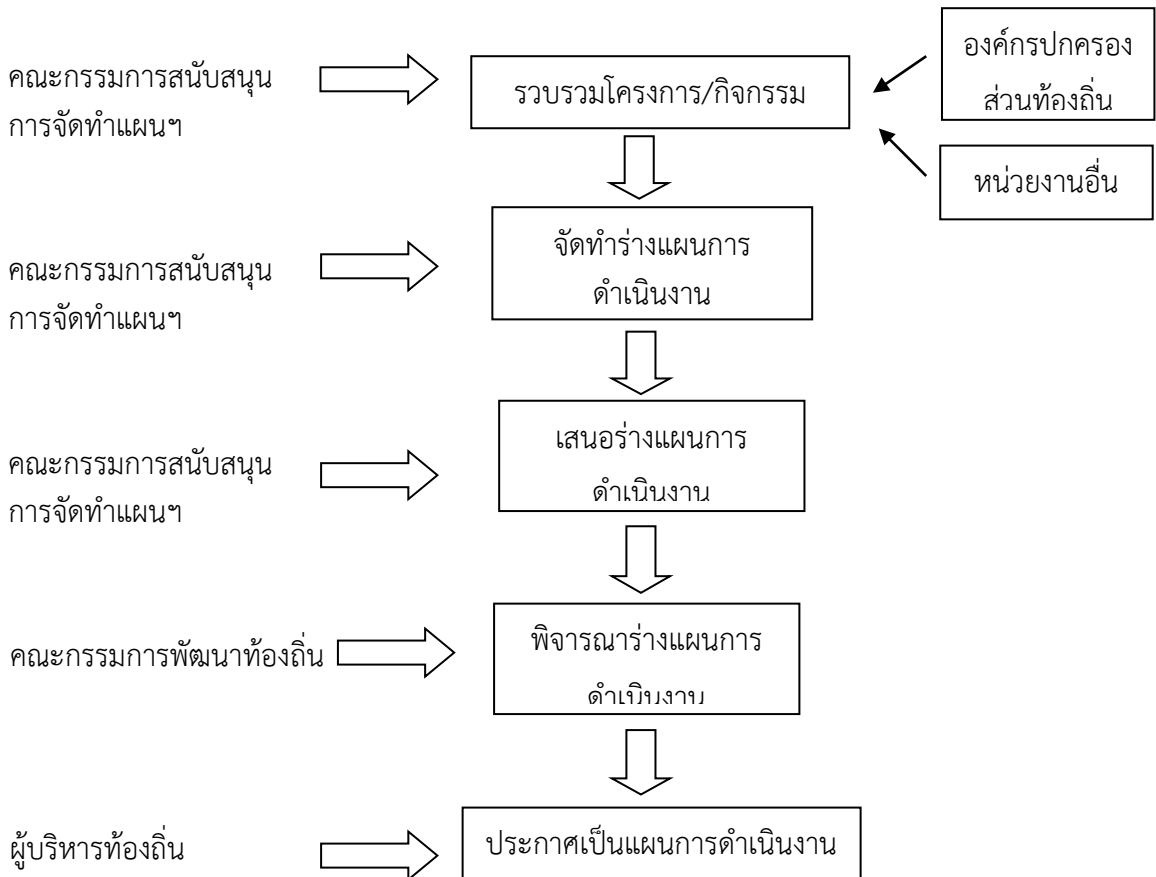 คณะกรรมการสนับสนุน
การจัดทำแผนฯ
รวบรวมโครงการ/กิจกรรม
องค์กรปกครอง
ส่วนท้องถิ่น
หน่วยงานอื่น
คณะกรรมการสนับสนุน
การจัดทำแผนฯ
จัดทำร่างแผนการ
ดำเนินงาน
คณะกรรมการสนับสนุน
การจัดทำแผนฯ
เสนอร่างแผนการ
ดำเนินงาน
คณะกรรมการพัฒนาท้องถิ่น
พิจารณาร่างแผนการ
ดำเนินงาน
ผู้บริหารท้องถิ่น
ประกาศเป็นแผนการดำเนินงาน